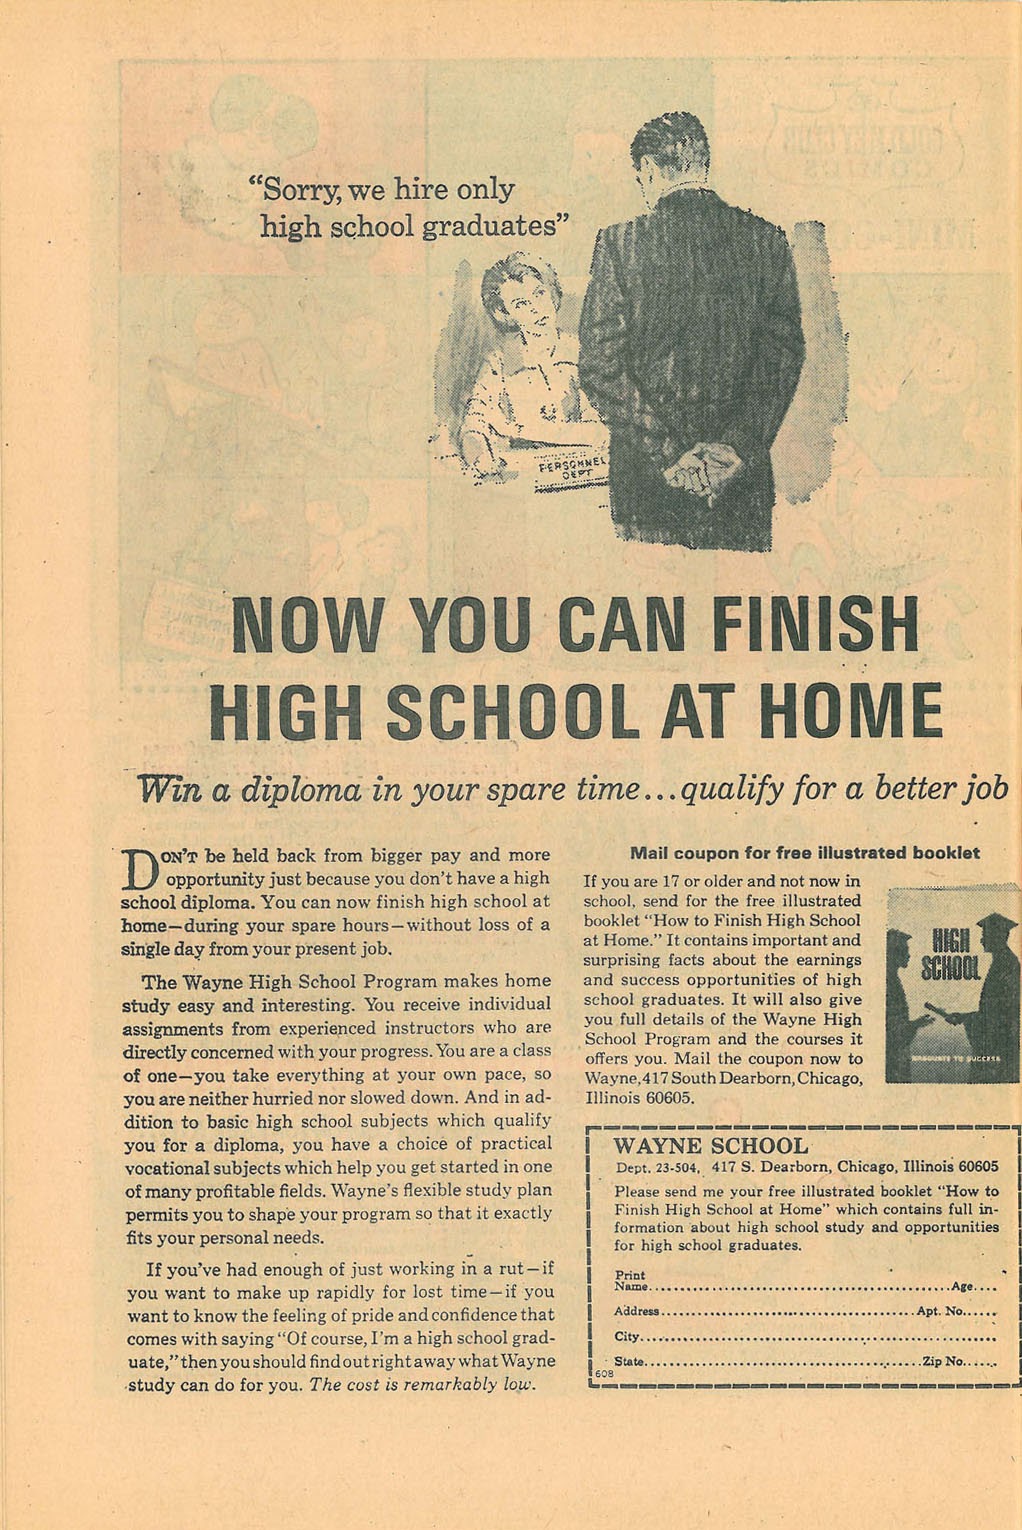 “Sorry, we hire only
high school graduates”
PERSONNEL
DEPT
NOW YOU CAN FINISH
HIGH SCHOOL AT HOME
Win a diploma in your spare time...qualify for a better job
DON’T be held back from bigger pay and more
opportunity just because you don’t have a high
school diploma. You can now finish high school at
home—during your spare hours—without loss of a
single day from your present job.
The Wayne High School Program makes home
study easy and interesting. You receive individual
assignments from experienced instructors who are
directly concerned with your progress. You are a class
of one—you take everything at your own pace, so
you are neither hurried nor slowed down. And in ad-
dition to basic high school subjects which qualify
you for a diploma, you have a choice of practical
vocational subjects which help you get started in one
of many profitable fields. Wayne’s flexible study plan
permits you to shape your program so that it exactly
fits your personal needs.
If you’ve had enough of just working in a rut—if
you want to make up rapidly for lost time—if you
want to know the feeling of pride and confidence that
comes with saying “Of course, I’m a high school grad-
uate,” then you should find out right away what Wayne
study can do for you. The cost is remarkably low.
Mail coupon for free illustrated booklet
If you are 17 or older and not now in
school, send for the free illustrated
booklet “How to Finish High School
at Home.” It contains important and
surprising facts about the earnings
and success opportunities of high
school graduates. It will also give
you full details of the Wayne High
School Program and the courses it
offers you. Mail the coupon now to
Wayne, 417 South Dearborn, Chicago,
Illinois 60605.
HIGH
SCHOOL
GRADUATE TO SUCCESS
WAYNE SCHOOL
Dept. 23-504, 417 S. Dearborn, Chicago, Illinois 60605
Please send me your free illustrated booklet “How to
Finish High School at Home” which contains full in-
formation about high school study and opportunities
for high school graduates.
Print
Name...............................................Age....
Address........................................Apt. No......
City........................................................
State...........................................Zip No......
608